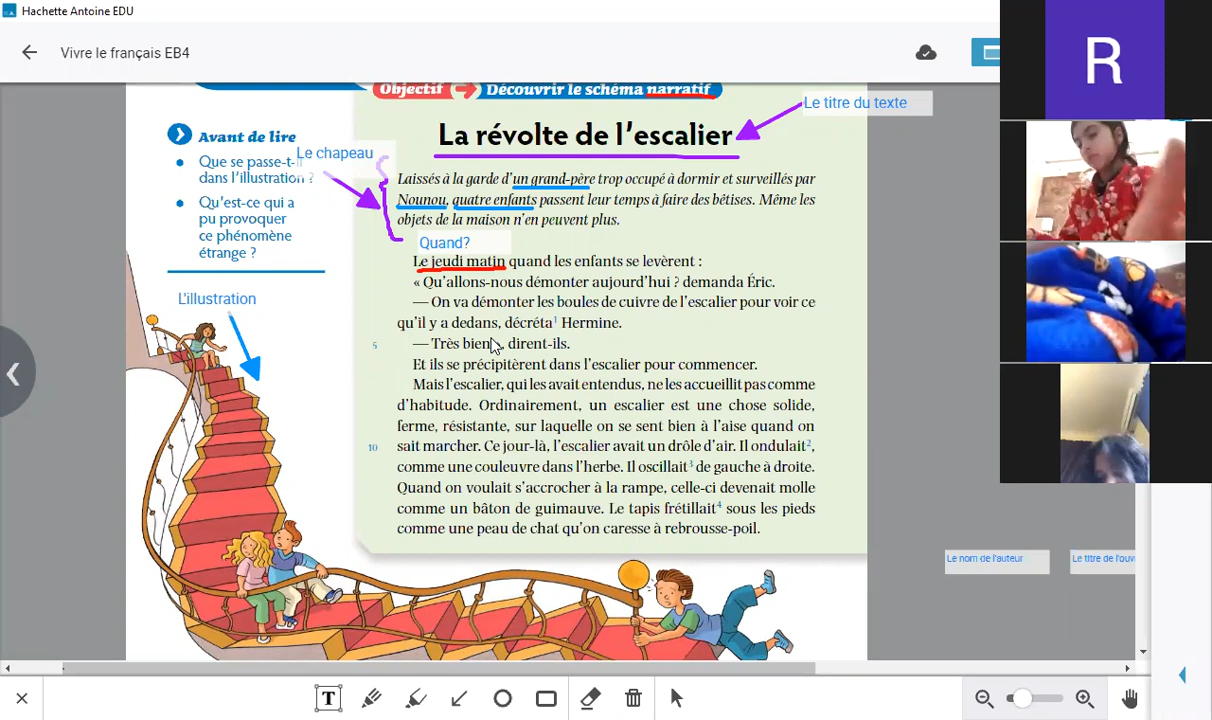 Hachette Antoine EDU
Vivre le français EB4
R
Objectif Découvrir le schéma narratif
Le titre du texte
La révolte de l'escalier
Avant de lire
Que se passe-t-il
dans l'illustration ?
Qu'est-ce qui a
pu provoquer
ce phénomène
étrange ?
Le chapeau
Laissés à la garde d'un grand-père trop occupé à dormir et surveillés par
Nounou, quatre enfants passent leur temps à faire des bêtises. Même les
objets de la maison n'en peuvent plus.
Quand?
L'illustration
Le jeudi matin quand les enfants se levèrent :
« Qu'allons-nous démonter aujourd'hui ? demanda Éric.
— On va démonter les boules de cuivre de l'escalier pour voir ce
qu'il y a dedans, décréta1 Hermine.
5 — Très bien », dirent-ils.
Et ils se précipitèrent dans l'escalier pour commencer.
Mais l'escalier, qui les avait entendus, ne les accueillit pas comme
d'habitude. Ordinairement, un escalier est une chose solide,
ferme, résistante, sur laquelle on se sent bien à l'aise quand on
10 sait marcher. Ce jour-là, l'escalier avait un drôle d'air. Il ondulait2,
comme une couleuvre dans l'herbe. Il oscillait3 de gauche à droite.
Quand on voulait s'accrocher à la rampe, celle-ci devenait molle
comme un bâton de guimauve. Le tapis frétillait4 sous les pieds
comme une peau de chat qu'on caresse à rebrousse-poil.
Le nom de l'auteur
Le titre de l'ouv
T